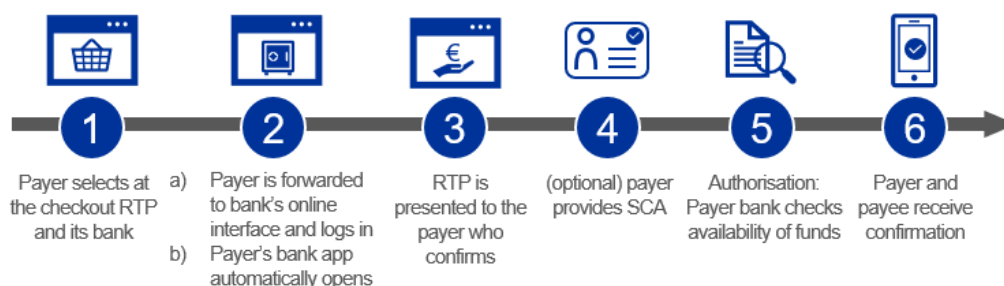 €
1
2
3
4
5
6
Payer selects at
the checkout RTP
and its bank
a) Payer is forwarded
to bank's online
interface and logs in
b) Payer's bank app
automatically opens
RTP is
presented to the
payer who
confirms
(optional) payer
provides SCA
Authorisation:
Payer bank checks
availability of funds
Payer and
payee receive
confirmation